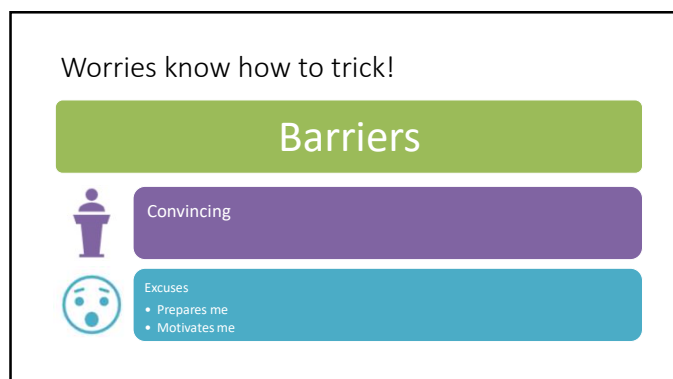 Worries know how to trick!
Barriers
Convincing
Excuses
• Prepares me
• Motivates me